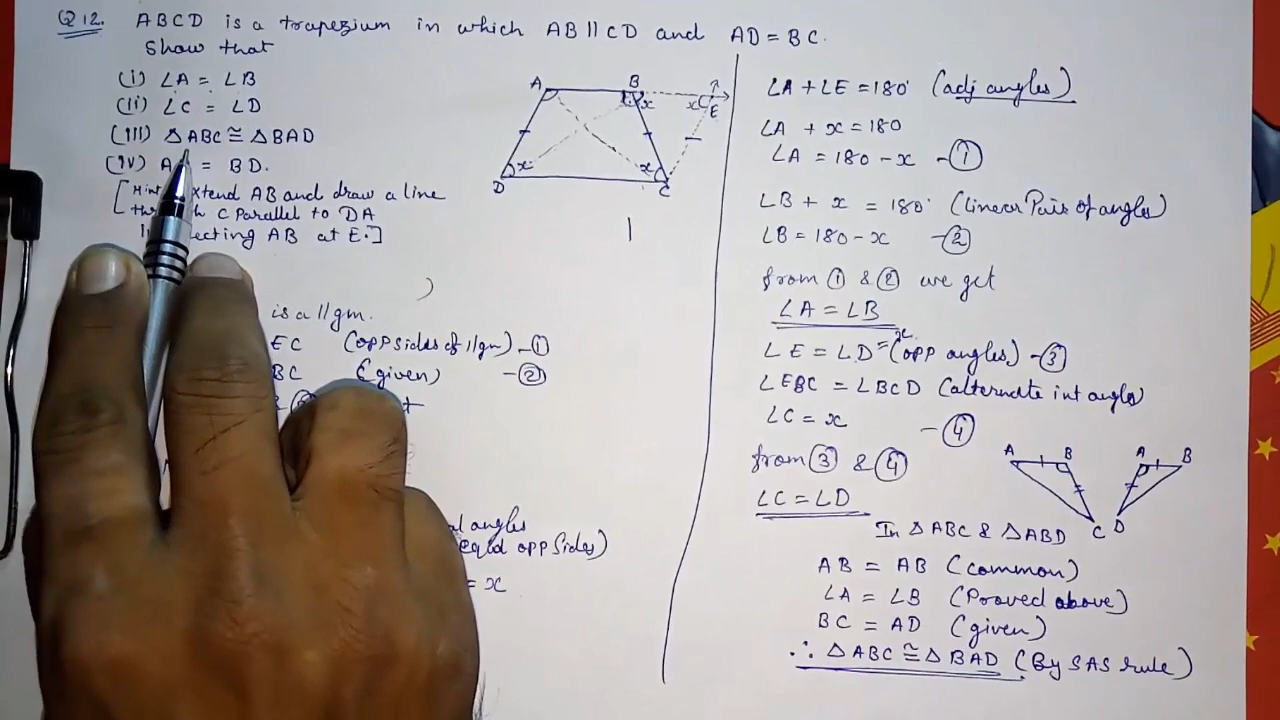 Q12. ABCD is a trapezium in which AB || CD and AD = BC.
Show that
(i) ∠A = ∠B
(ii) ∠C = ∠D
(iii) △ABC ≅ △BAD
(iv) A = BD.
[Hint xtend AB and draw a line
C parallel to DA
ecting AB at E.]
is a ||gm.
EC (opp sides of ||gm) -①
BC (given) -②
al angles
opp sides)
= x
A B E
x x x x
D C
∠A + ∠E = 180° (adj angles)
∠A + x = 180
∠A = 180 - x -①
∠B + x = 180° (linear Pair of angles)
∠B = 180 - x -②
from ① & ② we get
∠A = ∠B
∠E = ∠D = x (opp angles) -③
∠EBC = ∠BCD (alternate int angles)
∠C = x -④
from ③ & ④
∠C = ∠D
A B A B
C D
In △ABC & △ABD
AB = AB (common)
∠A = ∠B (Proved above)
BC = AD (given)
∴ △ABC ≅ △BAD (By SAS rule)